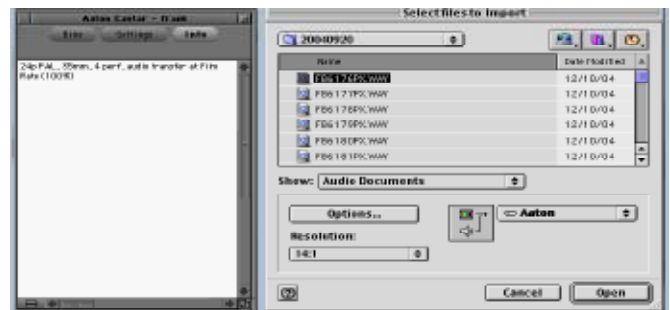 Aaton Cantar - Film
Bins Settings Info
24p PAL, 35mm, 4 perf, audio transfer at Film
Rate (100%)
Select files to Import
20040920
Name Date Modified
FB6176PX.WAV 12/10/04
FB6177PX.WAV 12/10/04
FB6178PX.WAV 12/10/04
FB6179PX.WAV 12/10/04
FB6180PX.WAV 12/10/04
FB6181PX.WAV 12/10/04
Show: Audio Documents
Options...
Aaton
Resolution:
14:1
Cancel Open